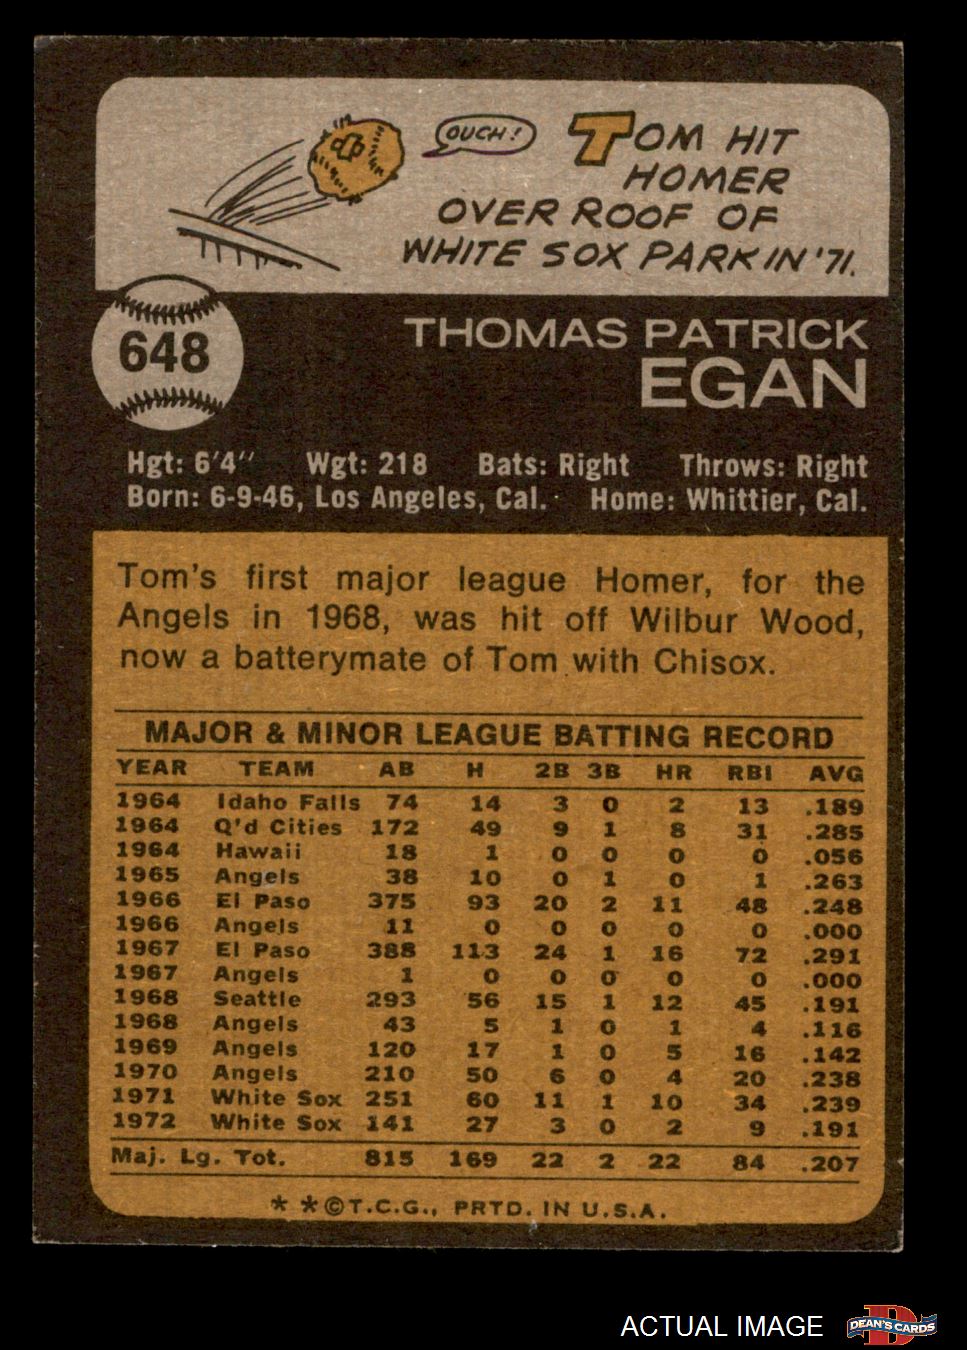 OUCH!
TOM HIT
HOMER
OVER ROOF OF
WHITE SOX PARK IN '71.
648
THOMAS PATRICK
EGAN
Hgt: 6'4" Wgt: 218 Bats: Right Throws: Right
Born: 6-9-46, Los Angeles, Cal. Home: Whittier, Cal.
Tom's first major league Homer, for the
Angels in 1968, was hit off Wilbur Wood,
now a batterymate of Tom with Chisox.
MAJOR & MINOR LEAGUE BATTING RECORD
YEAR TEAM AB H 2B 3B HR RBI AVG
1964 Idaho Falls 74 14 3 0 2 13 .189
1964 Q'd Cities 172 49 9 1 8 31 .285
1964 Hawaii 18 1 0 0 0 0 .056
1965 Angels 38 10 0 1 0 1 .263
1966 El Paso 375 93 20 2 11 48 .248
1966 Angels 11 0 0 0 0 0 .000
1967 El Paso 388 113 24 1 16 72 .291
1967 Angels 1 0 0 0 0 0 .000
1968 Seattle 293 56 15 1 12 45 .191
1968 Angels 43 5 1 0 1 4 .116
1969 Angels 120 17 1 0 5 16 .142
1970 Angels 210 50 6 0 4 20 .238
1971 White Sox 251 60 11 1 10 34 .239
1972 White Sox 141 27 3 0 2 9 .191
Maj. Lg. Tot. 815 169 22 2 22 84 .207
* *©T.C.G., PRTD. IN U.S.A.
ACTUAL IMAGE
DEAN'S CARDS